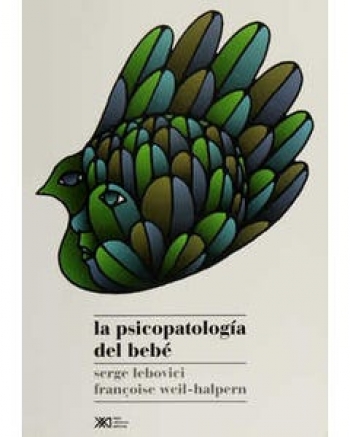 la psicopatología
del bebé
serge lebovici
françoise weil-halpern